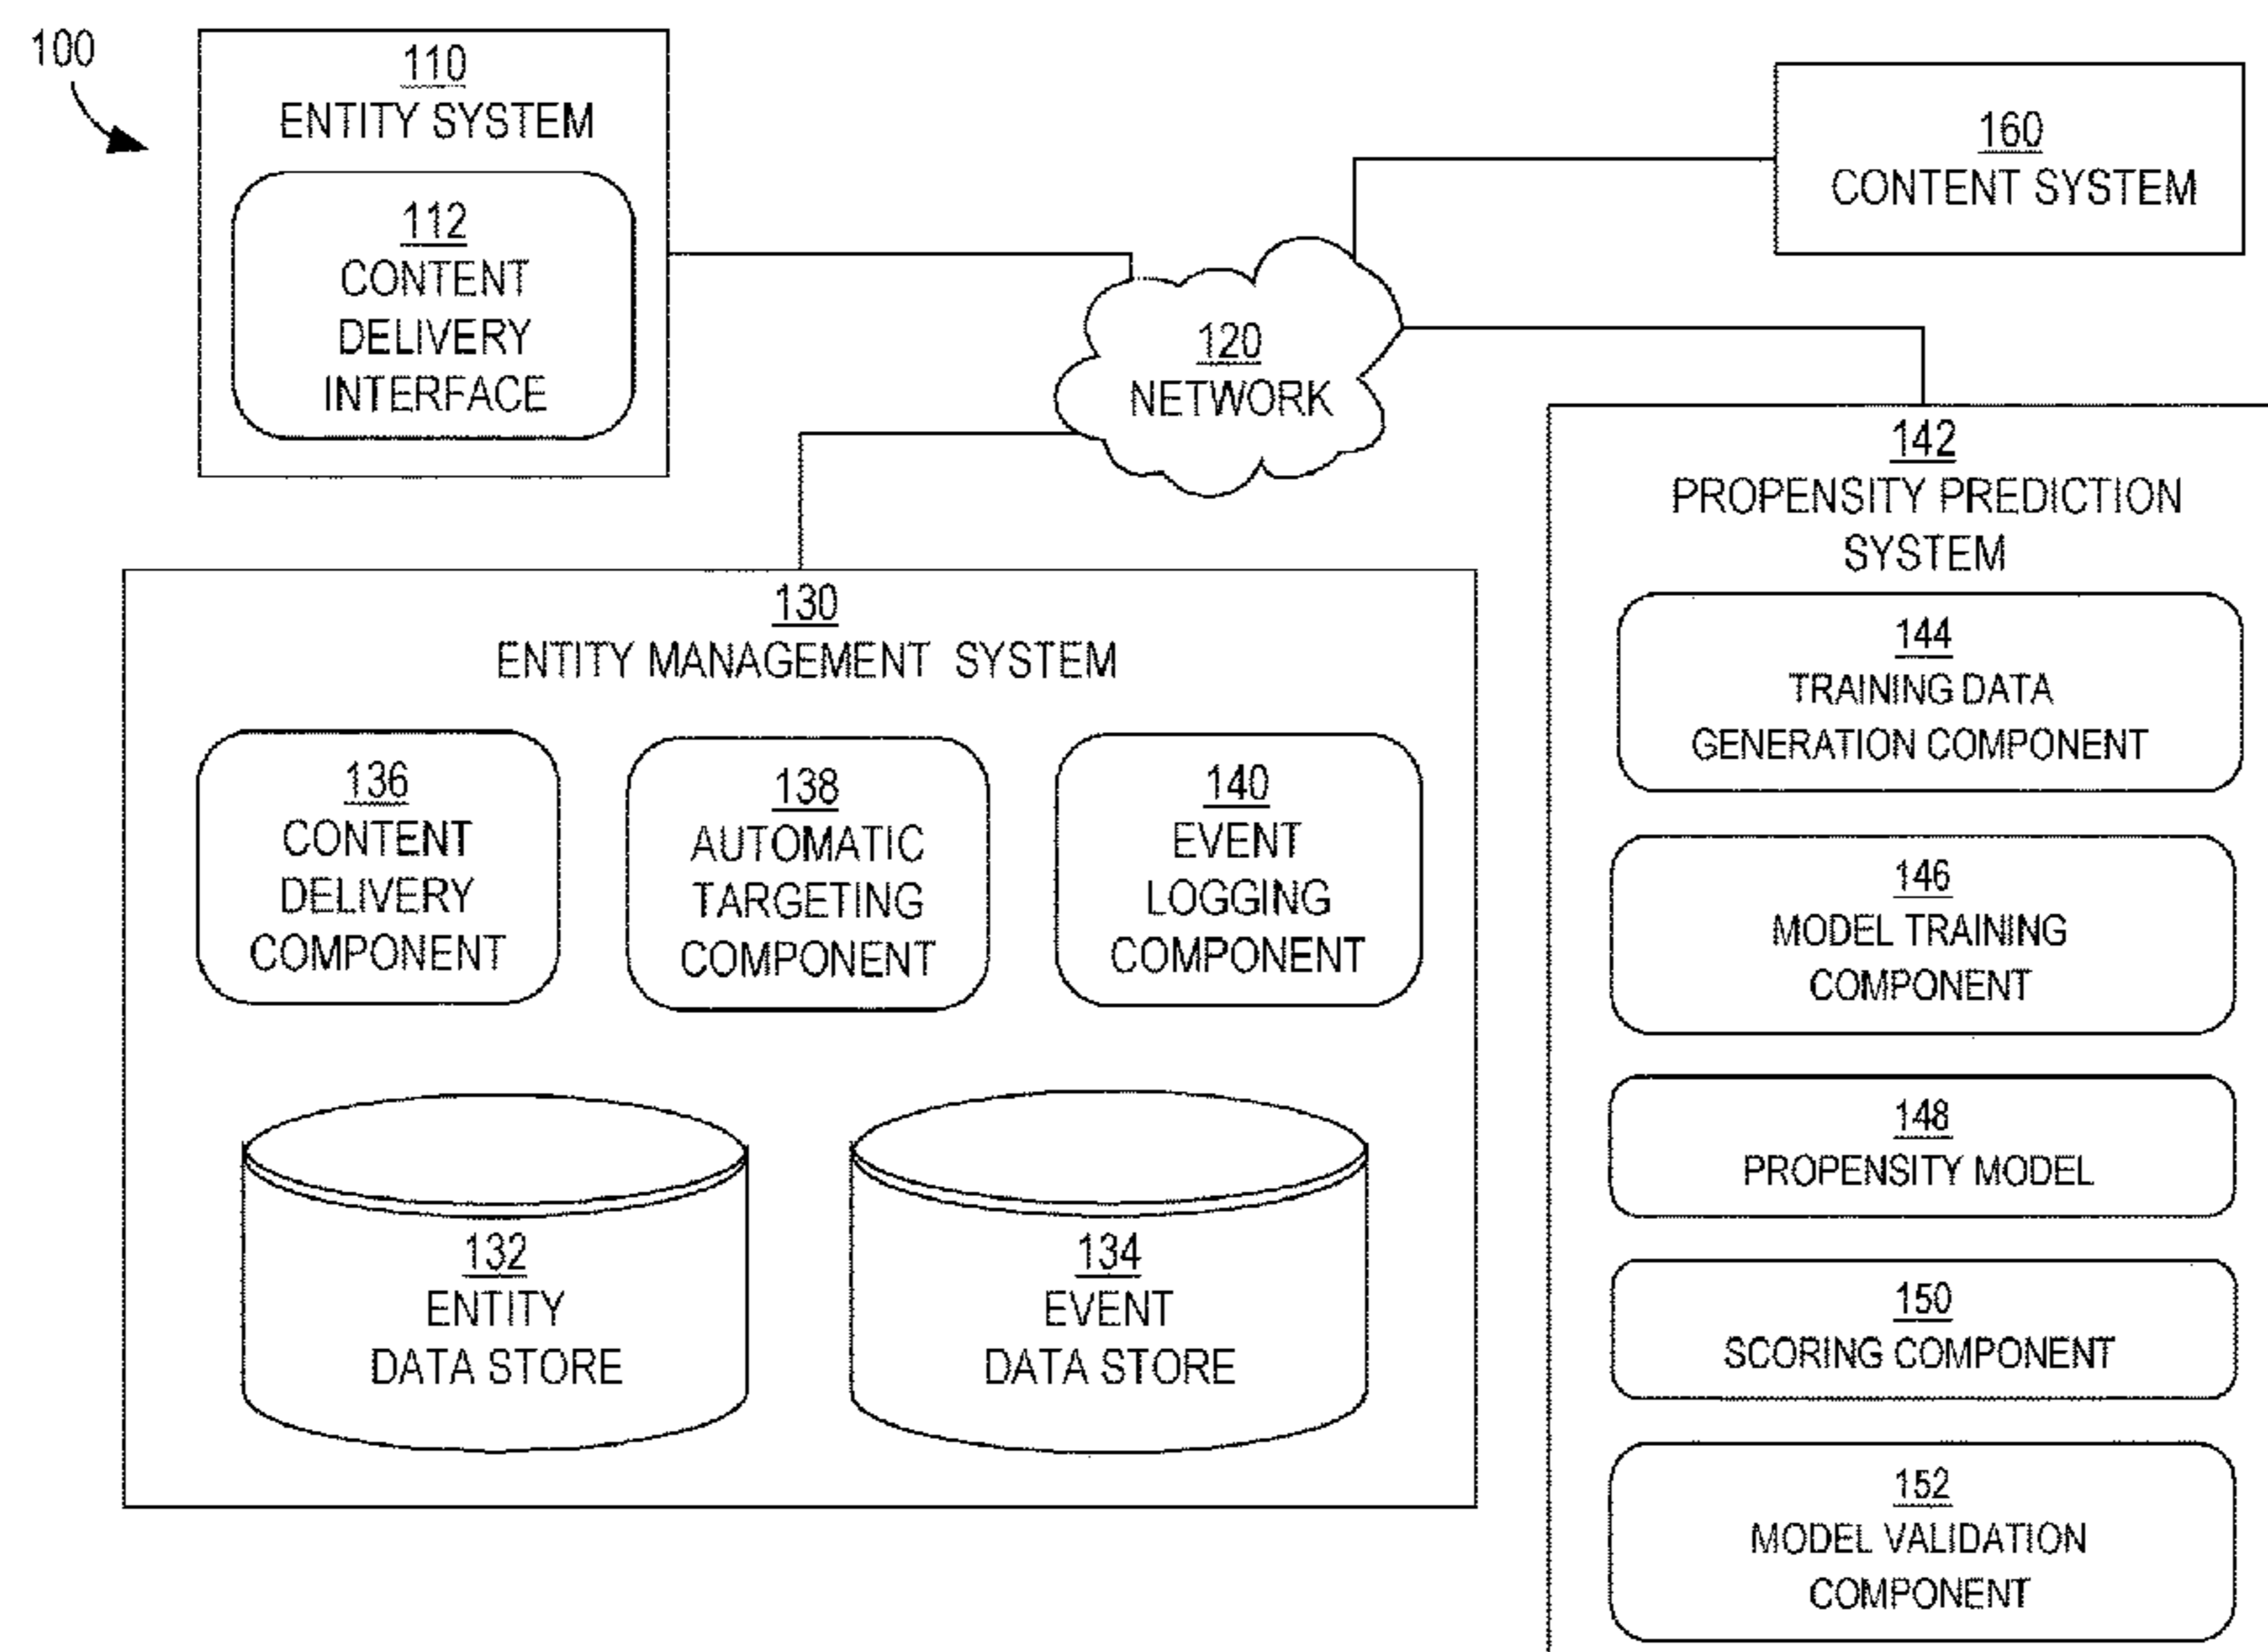 100
110
ENTITY SYSTEM
112
CONTENT
DELIVERY
INTERFACE
160
CONTENT SYSTEM
120
NETWORK
130
ENTITY MANAGEMENT SYSTEM
136
CONTENT
DELIVERY
COMPONENT
138
AUTOMATIC
TARGETING
COMPONENT
140
EVENT
LOGGING
COMPONENT
132
ENTITY
DATA STORE
134
EVENT
DATA STORE
142
PROPENSITY PREDICTION
SYSTEM
144
TRAINING DATA
GENERATION COMPONENT
146
MODEL TRAINING
COMPONENT
148
PROPENSITY MODEL
150
SCORING COMPONENT
152
MODEL VALIDATION
COMPONENT